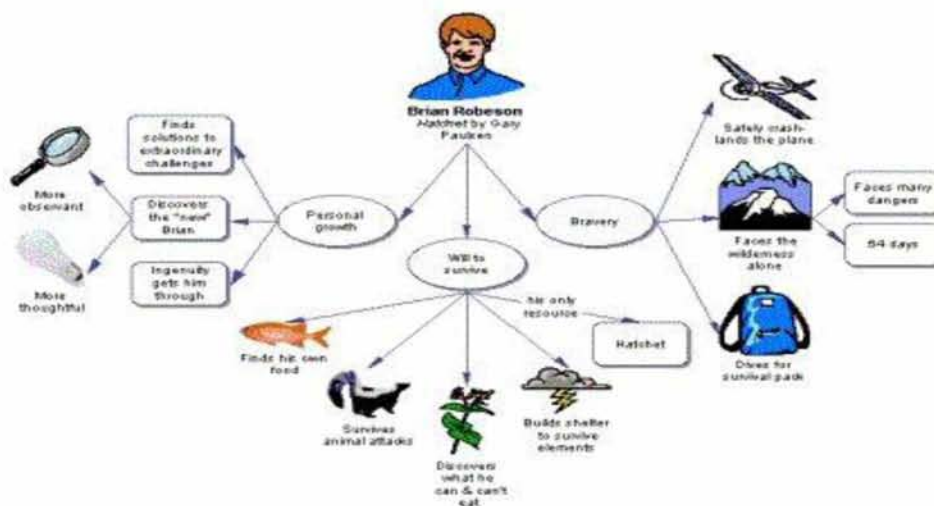 Brian Robeson
Hatchet by Gary
Paulsen
Finds
solutions to
extraordinary
challenges
More
observant
Discovers
the "new"
Brian
Personal
growth
More
thoughtful
Ingenuity
gets him
through
Will to
survive
Bravery
Safely crash-
lands the plane
Faces the
wilderness
alone
Faces many
dangers
54 days
Dives for
survival pack
his only
resource
Hatchet
Finds his own
food
Survives
animal attacks
Discovers
what he
can & can't
eat
Builds shelter
to survive
elements